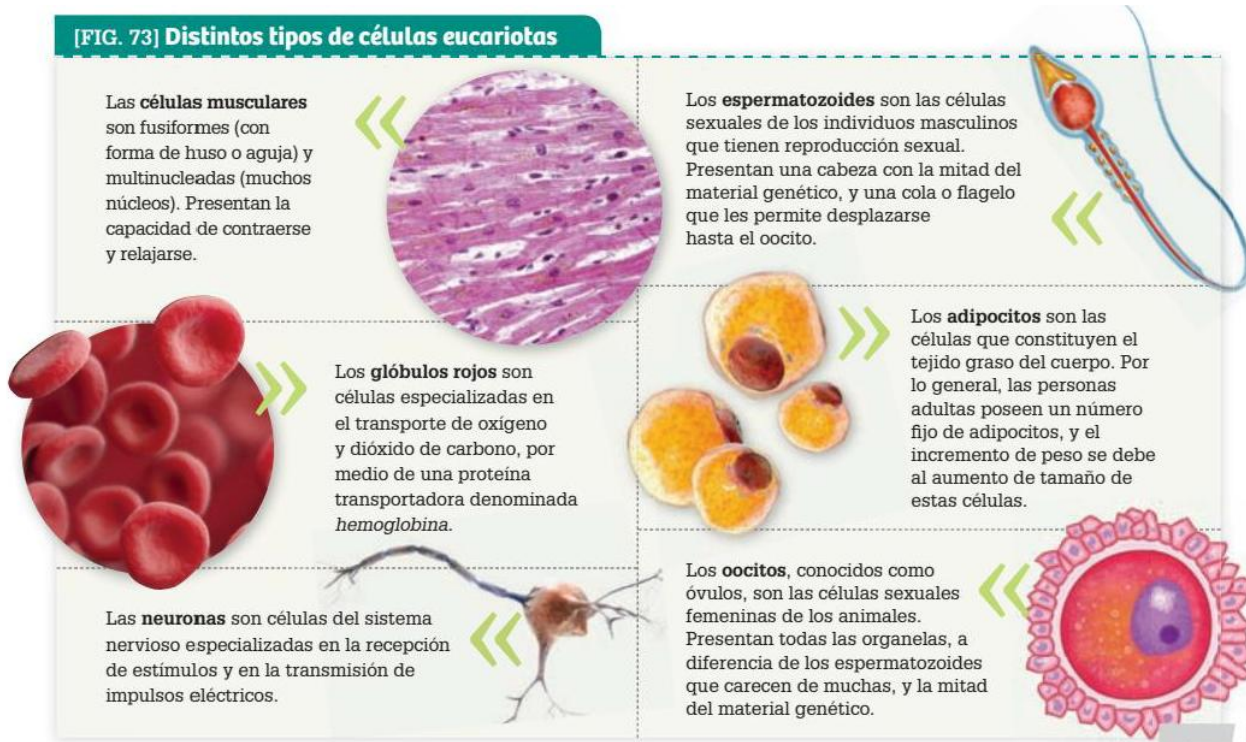 [FIG. 73] Distintos tipos de células eucariotas
Las células musculares
son fusiformes (con
forma de huso o aguja) y
multinucleadas (muchos
núcleos). Presentan la
capacidad de contraerse
y relajarse.
Los espermatozoides son las células
sexuales de los individuos masculinos
que tienen reproducción sexual.
Presentan una cabeza con la mitad del
material genético, y una cola o flagelo
que les permite desplazarse
hasta el oocito.
Los glóbulos rojos son
células especializadas en
el transporte de oxígeno
y dióxido de carbono, por
medio de una proteína
transportadora denominada
hemoglobina.
Los adipocitos son las
células que constituyen el
tejido graso del cuerpo. Por
lo general, las personas
adultas poseen un número
fijo de adipocitos, y el
incremento de peso se debe
al aumento de tamaño de
estas células.
Las neuronas son células del sistema
nervioso especializadas en la recepción
de estímulos y en la transmisión de
impulsos eléctricos.
Los oocitos, conocidos como
óvulos, son las células sexuales
femeninas de los animales.
Presentan todas las organelas, a
diferencia de los espermatozoides
que carecen de muchas, y la mitad
del material genético.